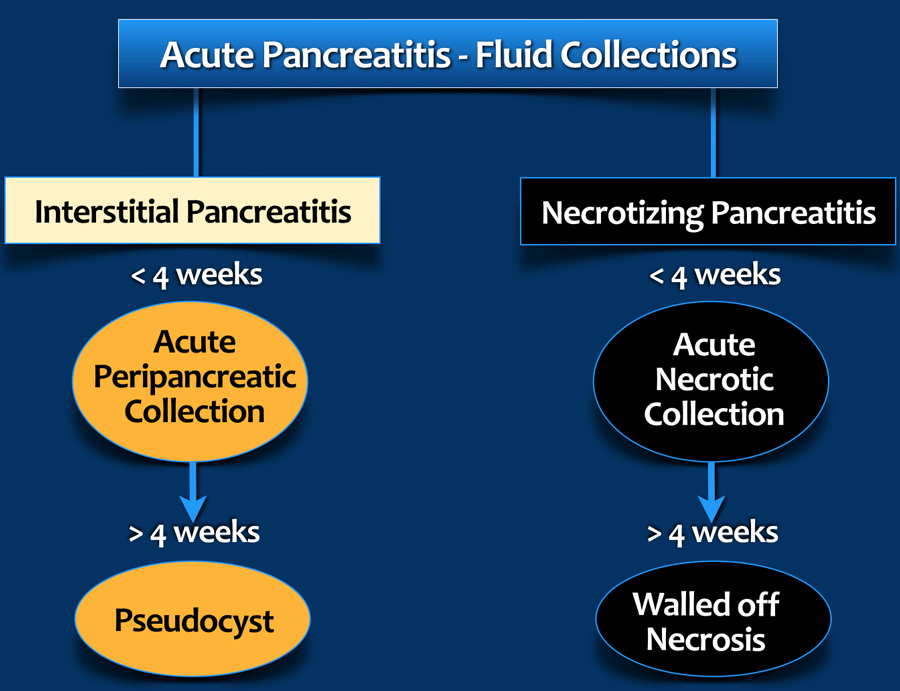 Acute Pancreatitis - Fluid Collections
Interstitial Pancreatitis
< 4 weeks
Acute
Peripancreatic
Collection
> 4 weeks
Pseudocyst
Necrotizing Pancreatitis
< 4 weeks
Acute
Necrotic
Collection
> 4 weeks
Walled off
Necrosis